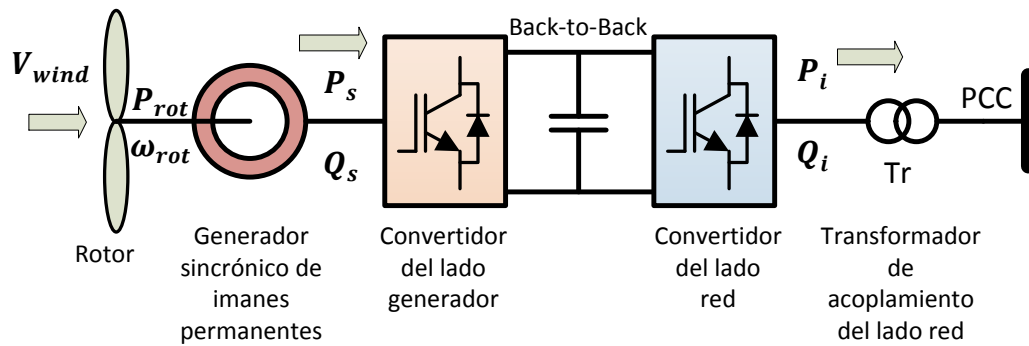 Back-to-Back
V_wind
P_rot
ω_rot
P_s
Q_s
P_i
Q_i
PCC
Tr
Rotor
Generador
sincrónico de
imanes
permanentes
Convertidor
del lado
generador
Convertidor
del lado
red
Transformador
de
acoplamiento
del lado red